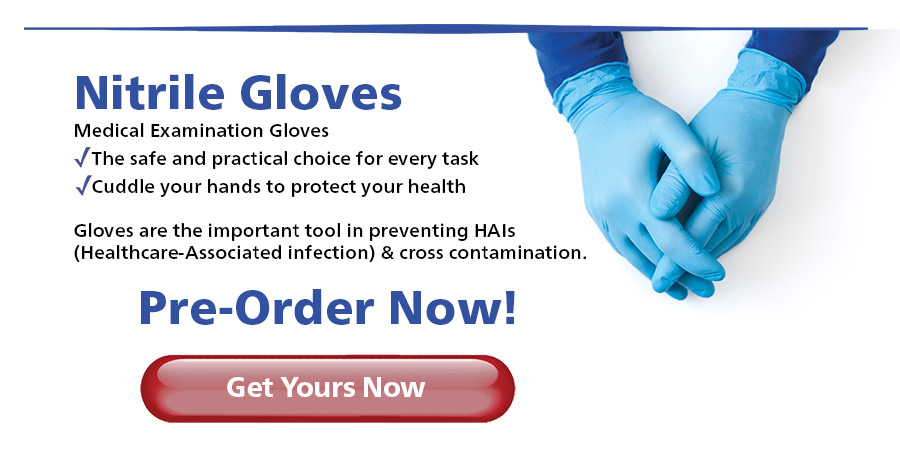 Nitrile Gloves
Medical Examination Gloves
✓The safe and practical choice for every task
✓Cuddle your hands to protect your health
Gloves are the important tool in preventing HAIs
(Healthcare-Associated infection) & cross contamination.
Pre-Order Now!
Get Yours Now